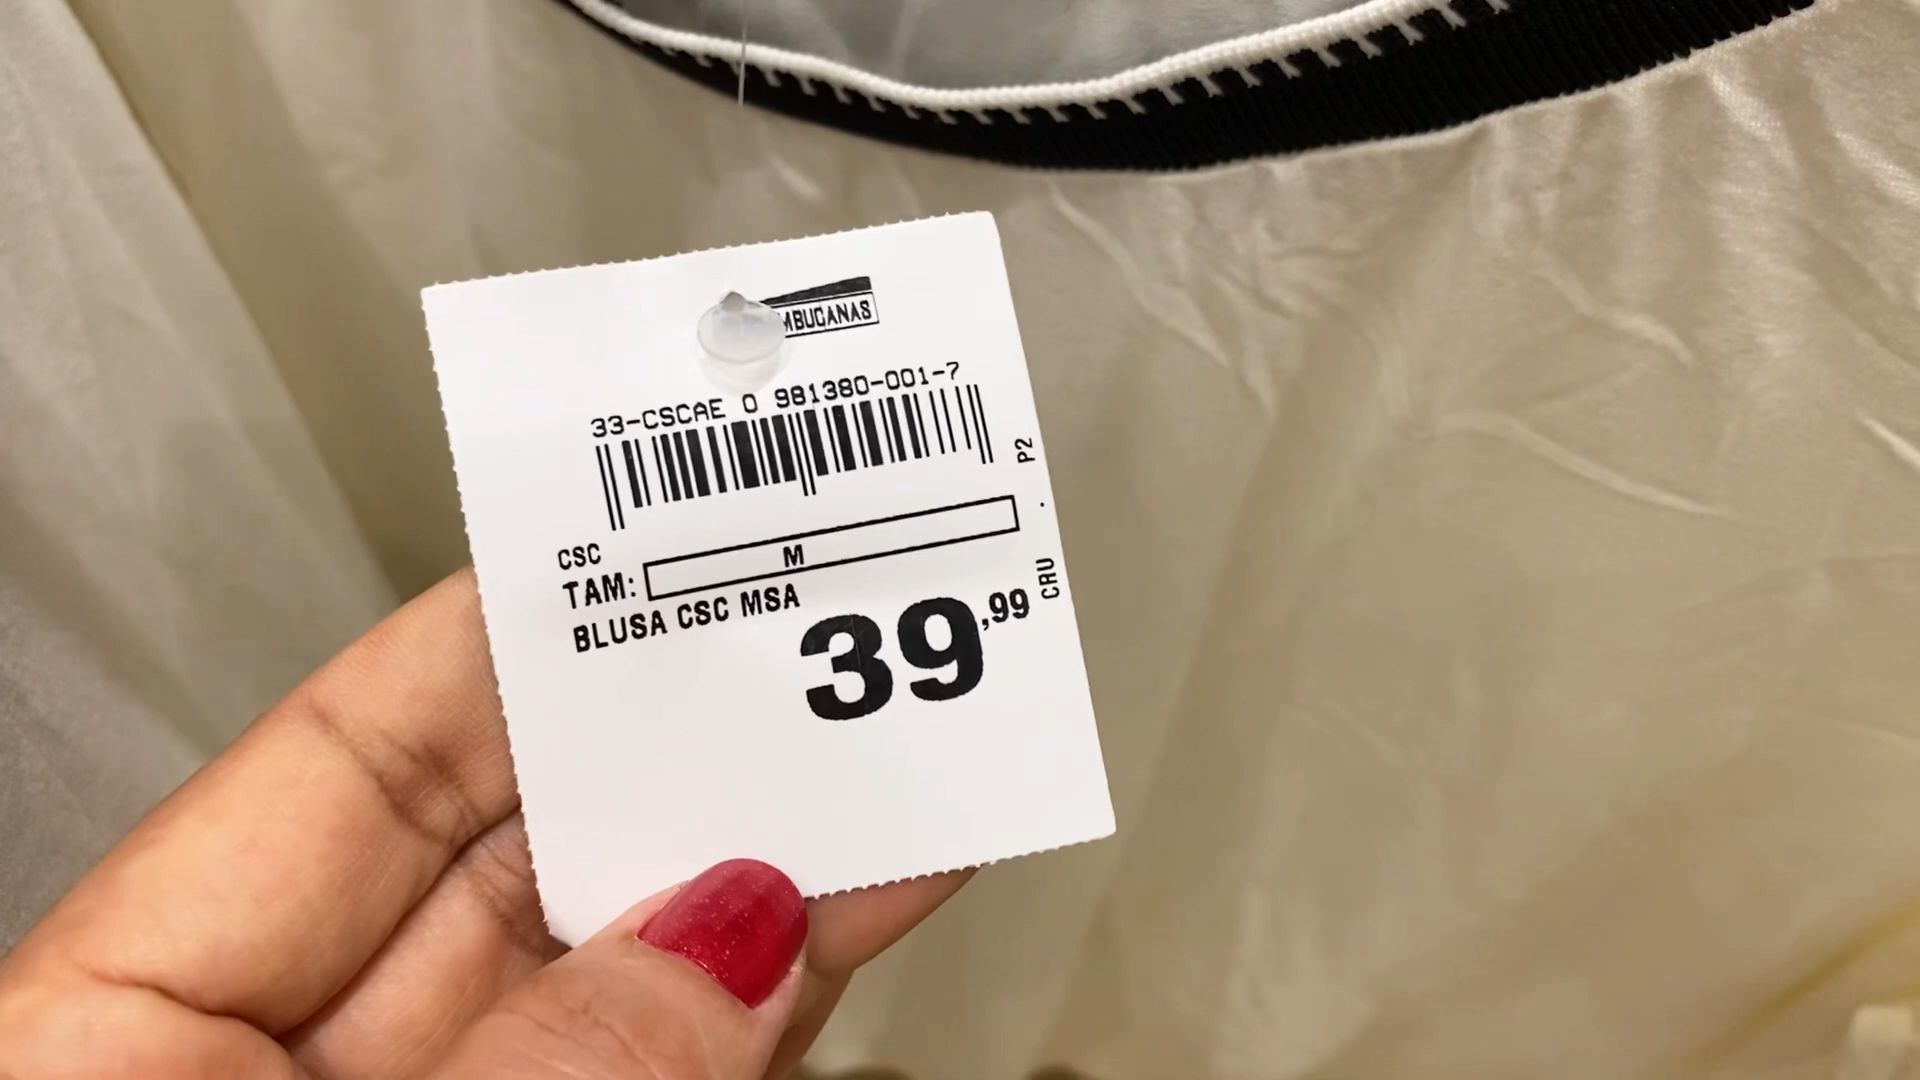 MBUCANAS
33-CSCAE 0 981380-001-7
P2
CSC
TAM: M
BLUSA CSC MSA
39,99
CRU